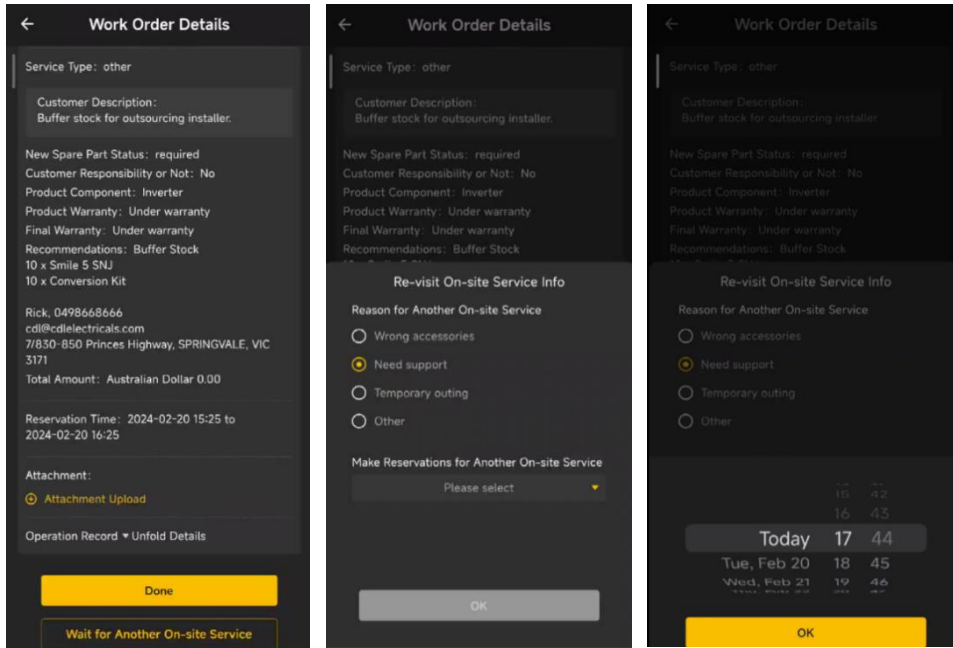 Work Order Details
Service Type: other
Customer Description:
Buffer stock for outsourcing installer.
New Spare Part Status: required
Customer Responsibility or Not: No
Product Component: Inverter
Product Warranty: Under warranty
Final Warranty: Under warranty
Recommendations: Buffer Stock
10 x Smile 5 SNJ
10 x Conversion Kit
Rick, 0498668666
cdl@cdlelectricals.com
7/830-850 Princes Highway, SPRINGVALE, VIC
3171
Total Amount: Australian Dollar 0.00
Reservation Time: 2024-02-20 15:25 to
2024-02-20 16:25
Attachment:
Attachment Upload
Operation Record Unfold Details
Done
Wait for Another On-site Service
Work Order Details
Service Type: other
Customer Description:
Buffer stock for outsourcing installer.
New Spare Part Status: required
Customer Responsibility or Not: No
Product Component: Inverter
Product Warranty: Under warranty
Final Warranty: Under warranty
Recommendations: Buffer Stock
Re-visit On-site Service Info
Reason for Another On-site Service
Wrong accessories
Need support
Temporary outing
Other
Make Reservations for Another On-site Service
Please select
OK
Work Order Details
Service Type: other
Customer Description:
Buffer stock for outsourcing installer
New Spare Part Status: required
Customer Responsibility or Not: No
Product Component: Inverter
Product Warranty: Under warranty
Final Warranty: Under warranty
Recommendations: Buffer Stock
Re-visit On-site Service Info
Reason for Another On-site Service
Wrong accessories
Need support
Temporary outing
Other
15 42
16 43
Today 17 44
Tue, Feb 20 18 45
Wed, Feb 21 19 46
OK